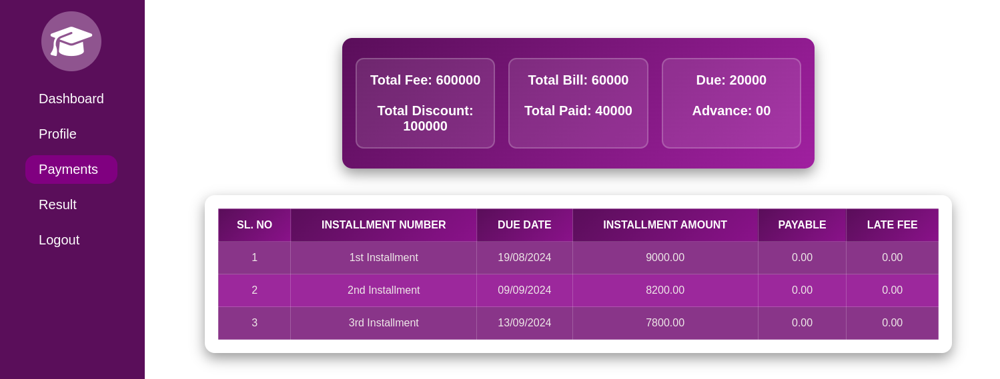 Dashboard
Profile
Payments
Result
Logout
Total Fee: 600000
Total Discount:
100000
Total Bill: 60000
Total Paid: 40000
Due: 20000
Advance: 00
SL. NO INSTALLMENT NUMBER DUE DATE INSTALLMENT AMOUNT PAYABLE LATE FEE
1 1st Installment 19/08/2024 9000.00 0.00 0.00
2 2nd Installment 09/09/2024 8200.00 0.00 0.00
3 3rd Installment 13/09/2024 7800.00 0.00 0.00